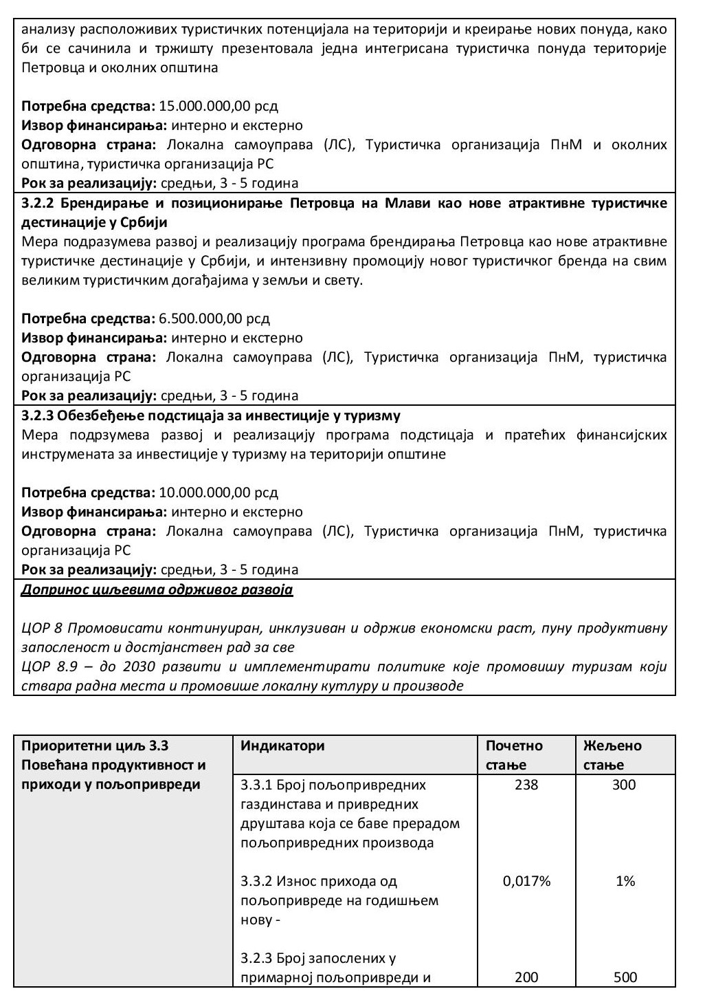 анализу расположивих туристичких потенцијала на територији и креирање нових понуда, како
би се сачинила и тржишту презентовала једна интегрисана туристичка понуда територије
Петровца и околних општина
Потребна средства: 15.000.000,00 рсд
Извор финансирања: интерно и екстерно
Одговорна страна: Локална самоуправа (ЛС), Туристичка организација ПнМ и околних
општина, туристичка организација РС
Рок за реализацију: средњи, 3 - 5 година
3.2.2 Брендирање и позиционирање Петровца на Млави као нове атрактивне туристичке
дестинације у Србији
Мера подразумева развој и реализацију програма брендирања Петровца као нове атрактивне
туристичке дестинације у Србији, и интензивну промоцију новог туристичког бренда на свим
великим туристичким догађајима у земљи и свету.
Потребна средства: 6.500.000,00 рсд
Извор финансирања: интерно и екстерно
Одговорна страна: Локална самоуправа (ЛС), Туристичка организација ПнМ, туристичка
организација РС
Рок за реализацију: средњи, 3 - 5 година
3.2.3 Обезбеђење подстицаја за инвестиције у туризму
Мера подрзумева развој и реализацију програма подстицаја и пратећих финансијских
инструмената за инвестиције у туризму на територији општине
Потребна средства: 10.000.000,00 рсд
Извор финансирања: интерно и екстерно
Одговорна страна: Локална самоуправа (ЛС), Туристичка организација ПнМ, туристичка
организација РС
Рок за реализацију: средњи, 3 - 5 година
Допринос циљевима одрживог развоја
ЦОР 8 Промовисати континуиран, инклузиван и одржив економски раст, пуну продуктивну
запосленост и достјанствен рад за све
ЦОР 8.9 – до 2030 развити и имплементирати политике које промовишу туризам који
ствара радна места и промовише локалну кутлуру и производе
Приоритетни циљ 3.3
Повећана продуктивност и
приходи у пољопривреди
Индикатори
Почетно
стање
Жељено
стање
3.3.1 Број пољопривредних
газдинстава и привредних
друштава која се баве прерадом
пољопривредних производа
238
300
3.3.2 Износ прихода од
пољопривреде на годишњем
нову -
0,017%
1%
3.2.3 Број запослених у
примарној пољопривреди и
200
500